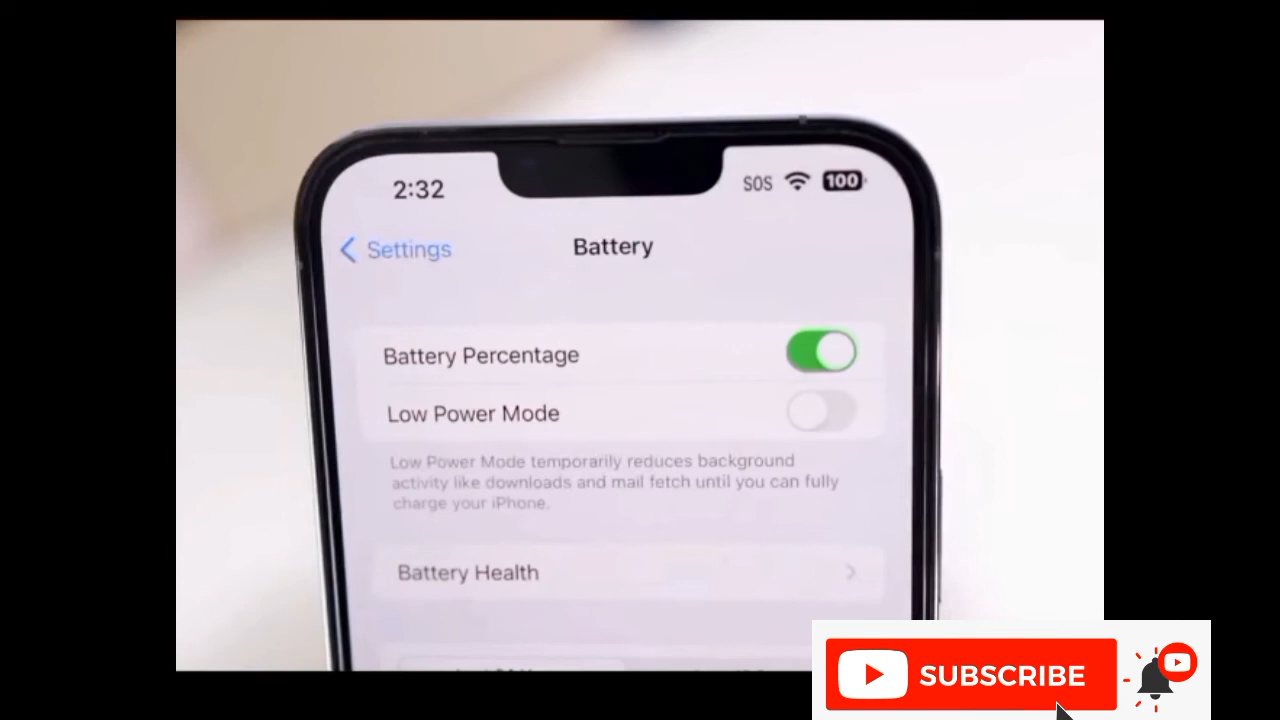 2:32
SOS 100
Settings
Battery
Battery Percentage
Low Power Mode
Low Power Mode temporarily reduces background
activity like downloads and mail fetch until you can fully
charge your iPhone.
Battery Health
SUBSCRIBE